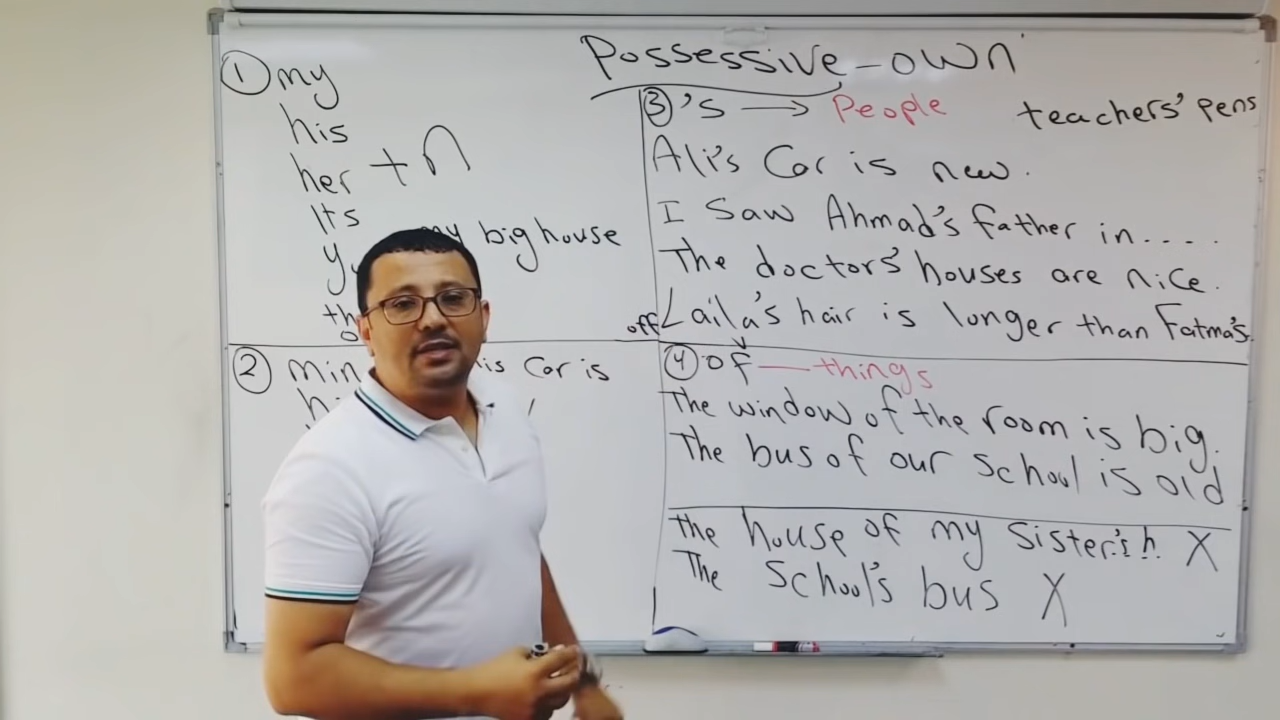 Possessive - own
① my
his
her + n
Its
my big house
② his car is
③ 's → People teachers' pens
Ali's Car is new.
I saw Ahmad's father in....
The doctors' houses are nice.
Laila's hair is longer than Fatma's.
off
④ of — things
The window of the room is big.
The bus of our school is old
the house of my sister's h. X
The School's bus X